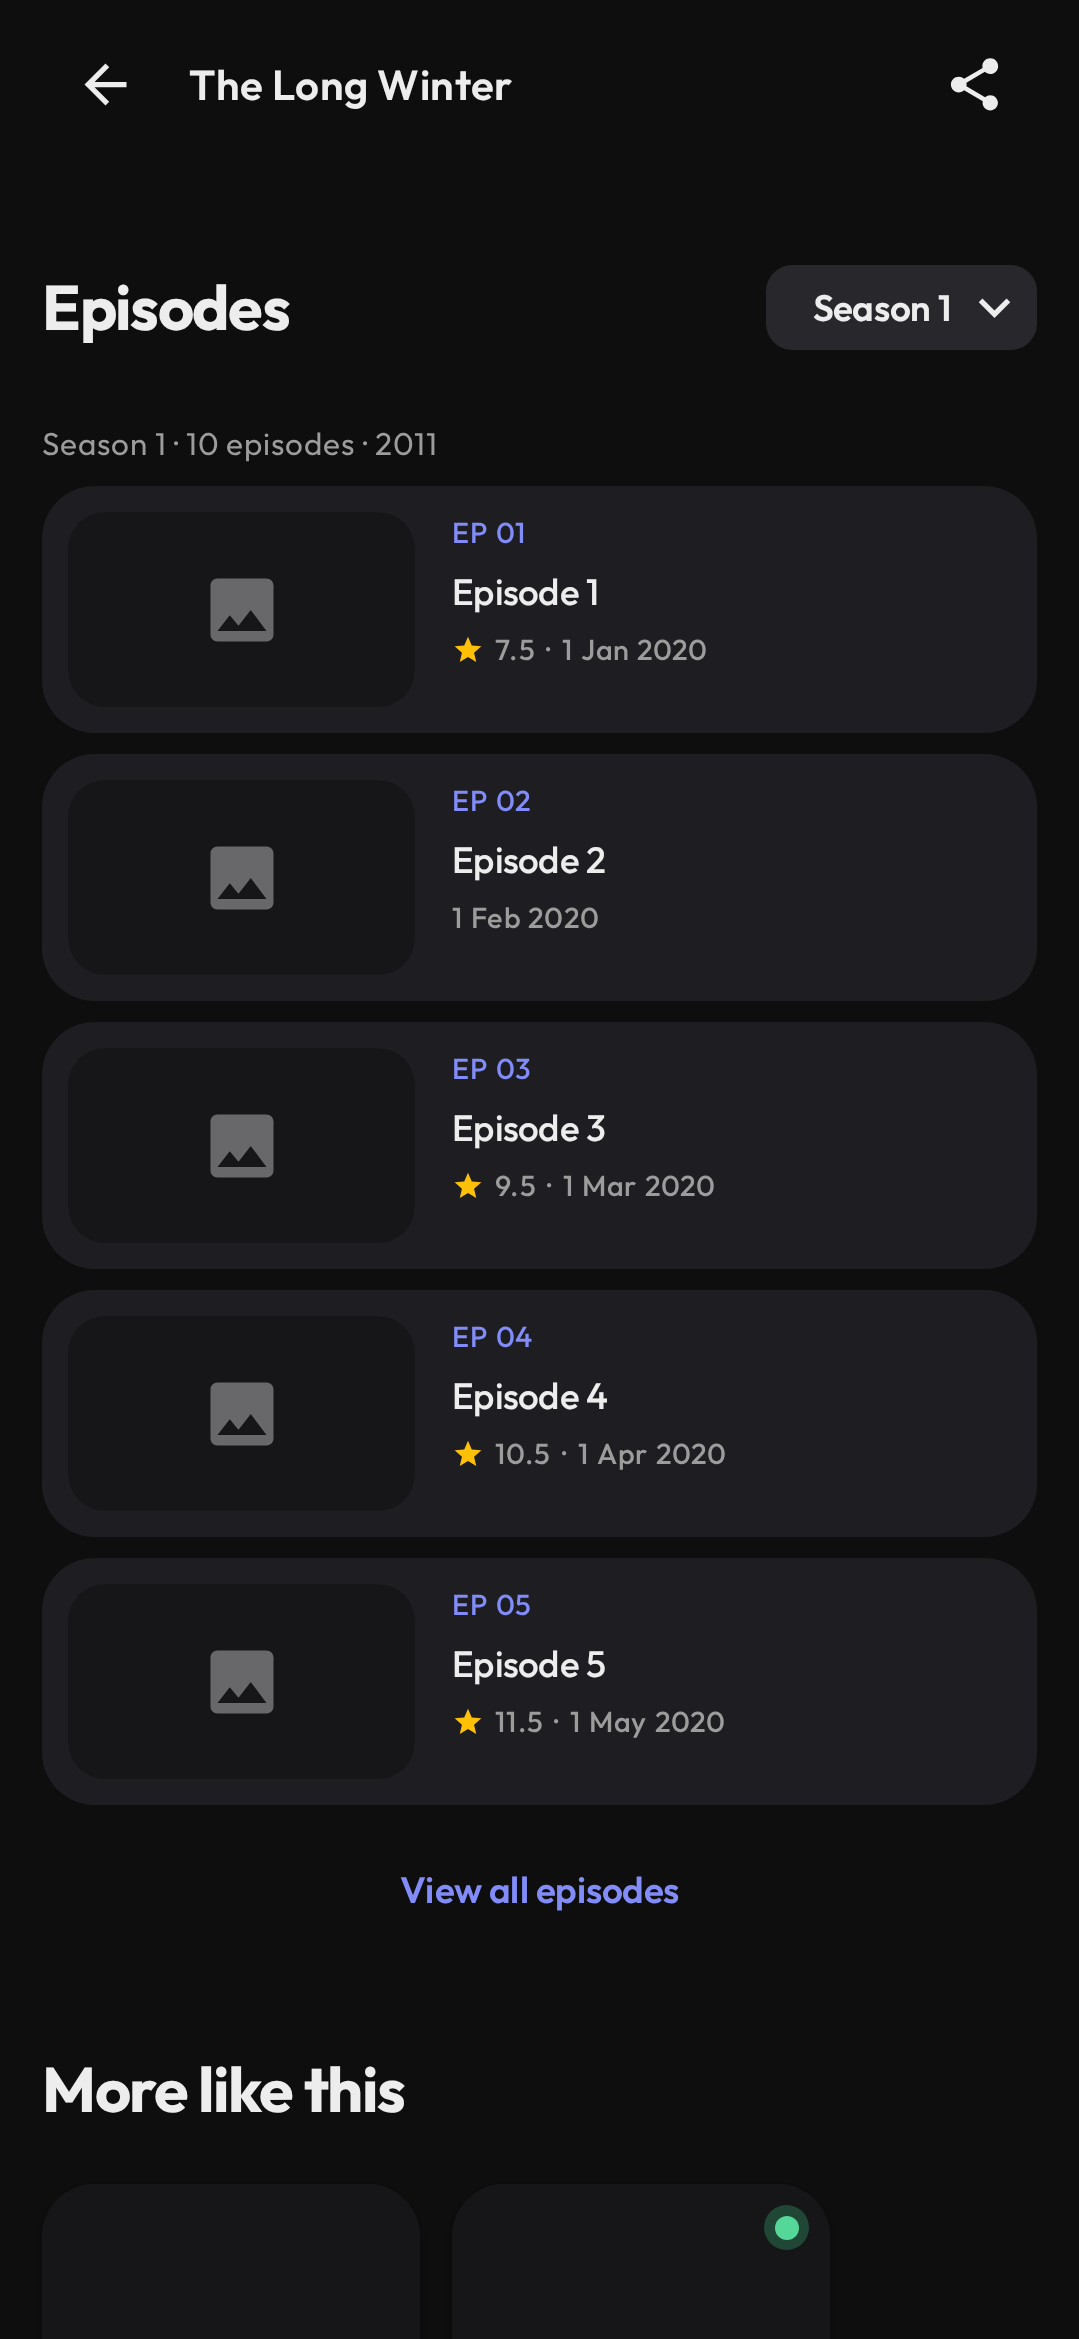 The Long Winter
Episodes
Season 1
Season 1 · 10 episodes · 2011
EP 01
Episode 1
7.5 · 1 Jan 2020
EP 02
Episode 2
1 Feb 2020
EP 03
Episode 3
9.5 · 1 Mar 2020
EP 04
Episode 4
10.5 · 1 Apr 2020
EP 05
Episode 5
11.5 · 1 May 2020
View all episodes
More like this